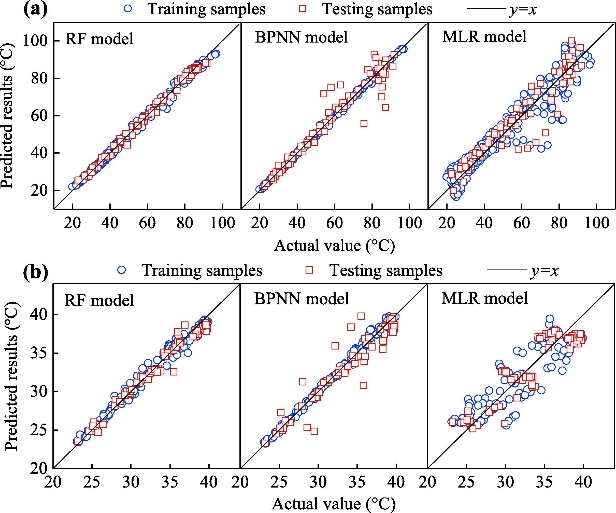 (a) Training samples Testing samples y=x
RF model BPNN model MLR model
Predicted results (°C)
100
80
60
40
20
20 40 60 80 100 20 40 60 80 100 20 40 60 80 100
Actual value (°C)
(b) Training samples Testing samples y=x
RF model BPNN model MLR model
Predicted results (°C)
40
35
30
25
20
20 25 30 35 40 20 25 30 35 40 20 25 30 35 40
Actual value (°C)